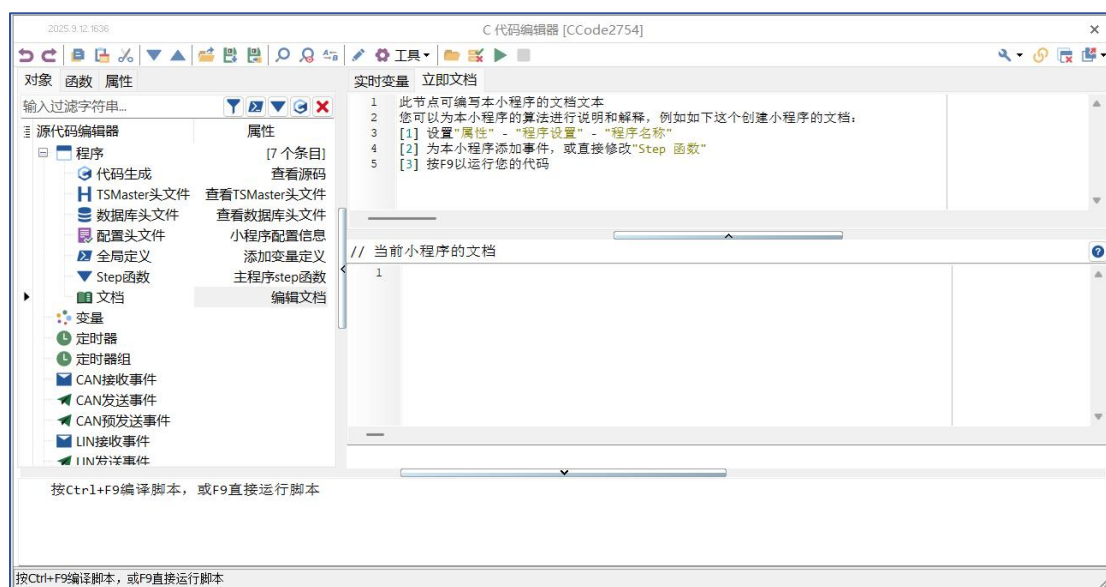 2025.9.12.1636
C 代码编辑器 [CCode2754]
工具
对象 函数 属性
实时变量 立即文档
输入过滤字符串...
源代码编辑器 属性
程序 [7 个条目]
代码生成 查看源码
TSMaster头文件 查看TSMaster头文件
数据库头文件 查看数据库头文件
配置头文件 小程序配置信息
全局定义 添加变量定义
Step函数 主程序step函数
文档 编辑文档
变量
定时器
定时器组
CAN接收事件
CAN发送事件
CAN预发送事件
LIN接收事件
LIN发送事件
1 此节点可编写本小程序的文档文本
2 您可以为本小程序的算法进行说明和解释，例如如下这个创建小程序的文档：
3 [1] 设置"属性" - "程序设置" - "程序名称"
4 [2] 为本小程序添加事件，或直接修改"Step 函数"
5 [3] 按F9以运行您的代码
// 当前小程序的文档
1
按Ctrl+F9编译脚本，或F9直接运行脚本
按Ctrl+F9编译脚本，或F9直接运行脚本